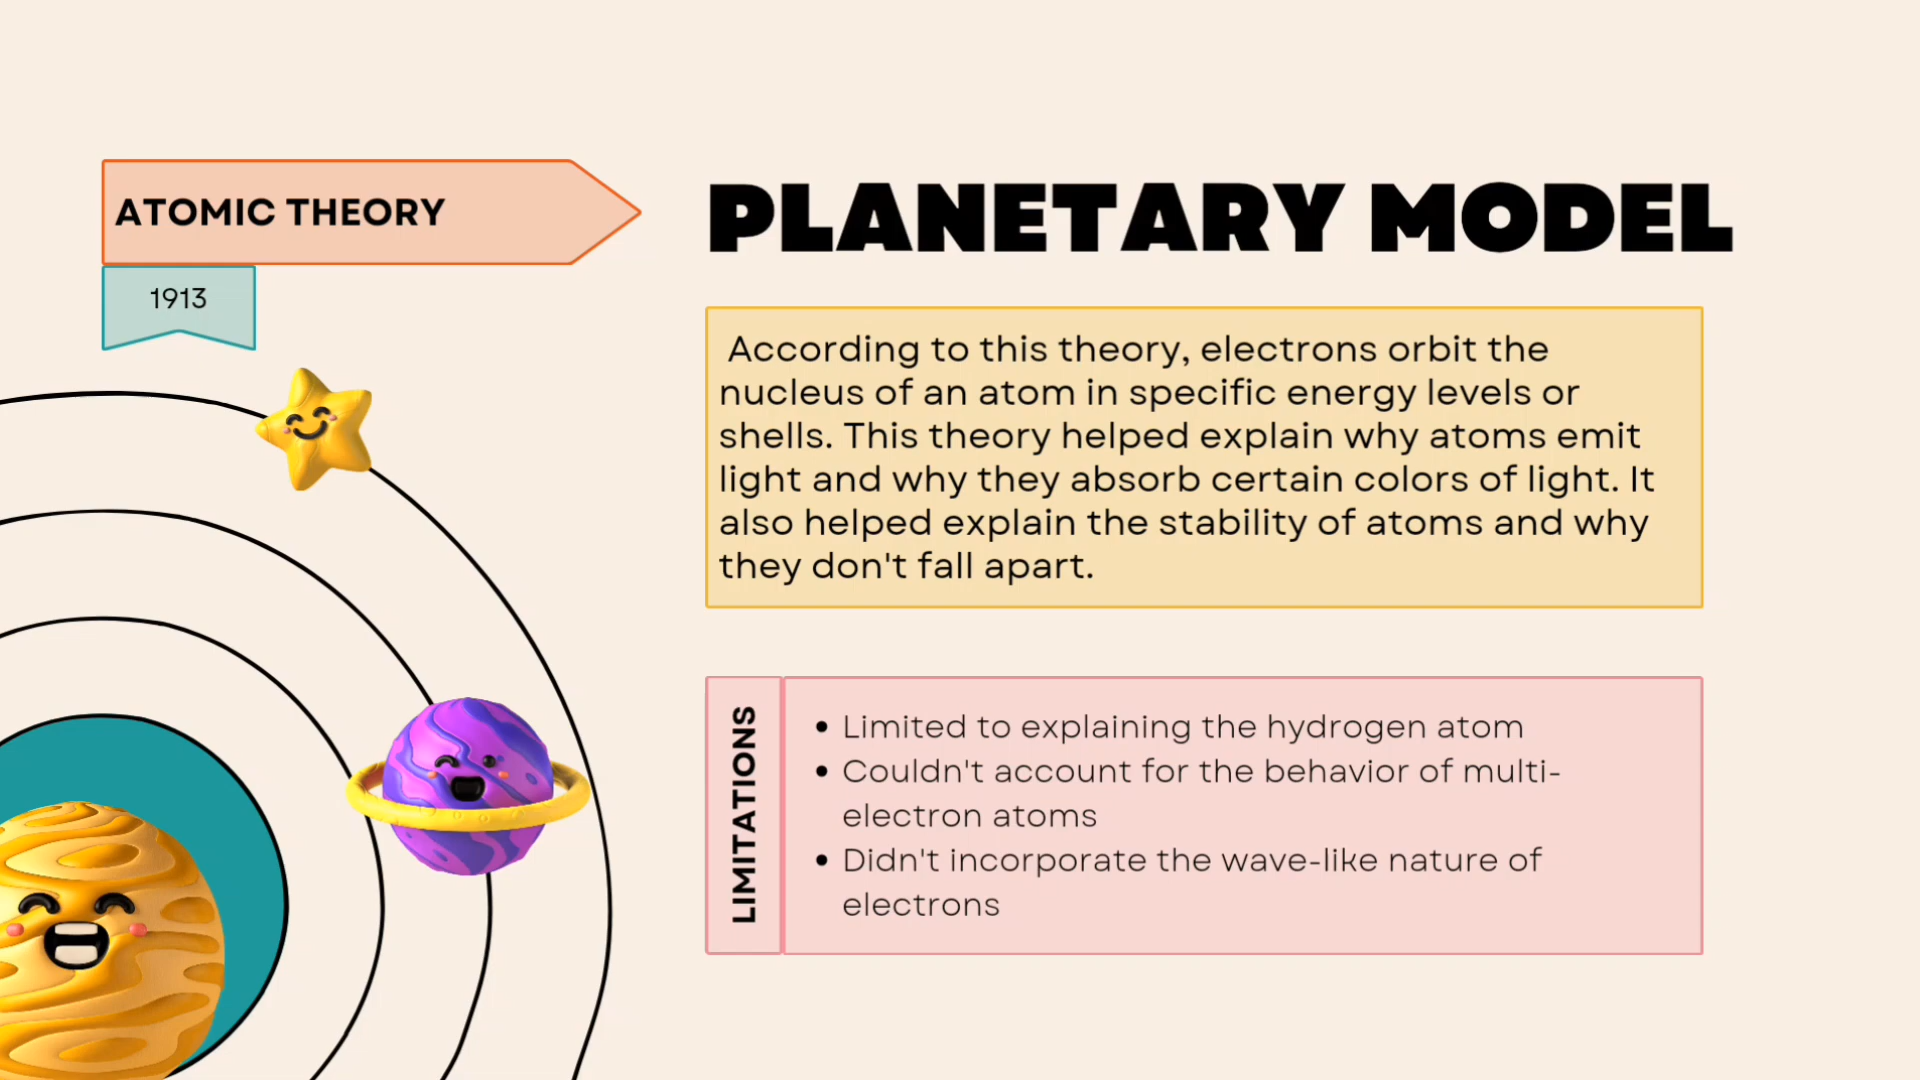 ATOMIC THEORY
1913
PLANETARY MODEL
According to this theory, electrons orbit the
nucleus of an atom in specific energy levels or
shells. This theory helped explain why atoms emit
light and why they absorb certain colors of light. It
also helped explain the stability of atoms and why
they don't fall apart.
LIMITATIONS
• Limited to explaining the hydrogen atom
• Couldn't account for the behavior of multi-
electron atoms
• Didn't incorporate the wave-like nature of
electrons